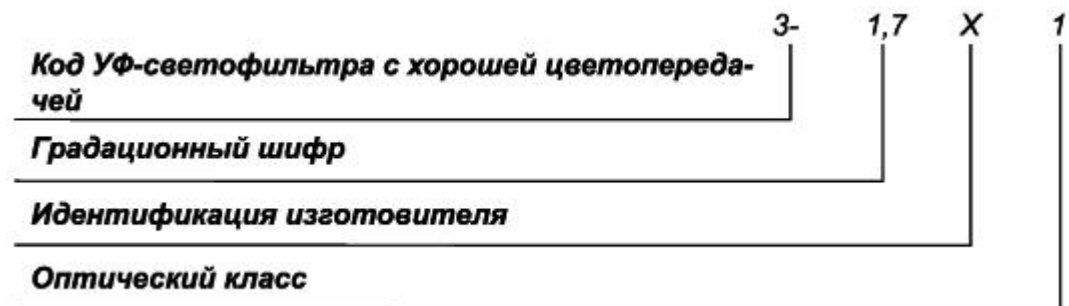 3- 1,7 X 1
Код УФ-светофильтра с хорошей цветопереда-
чей
Градационный шифр
Идентификация изготовителя
Оптический класс